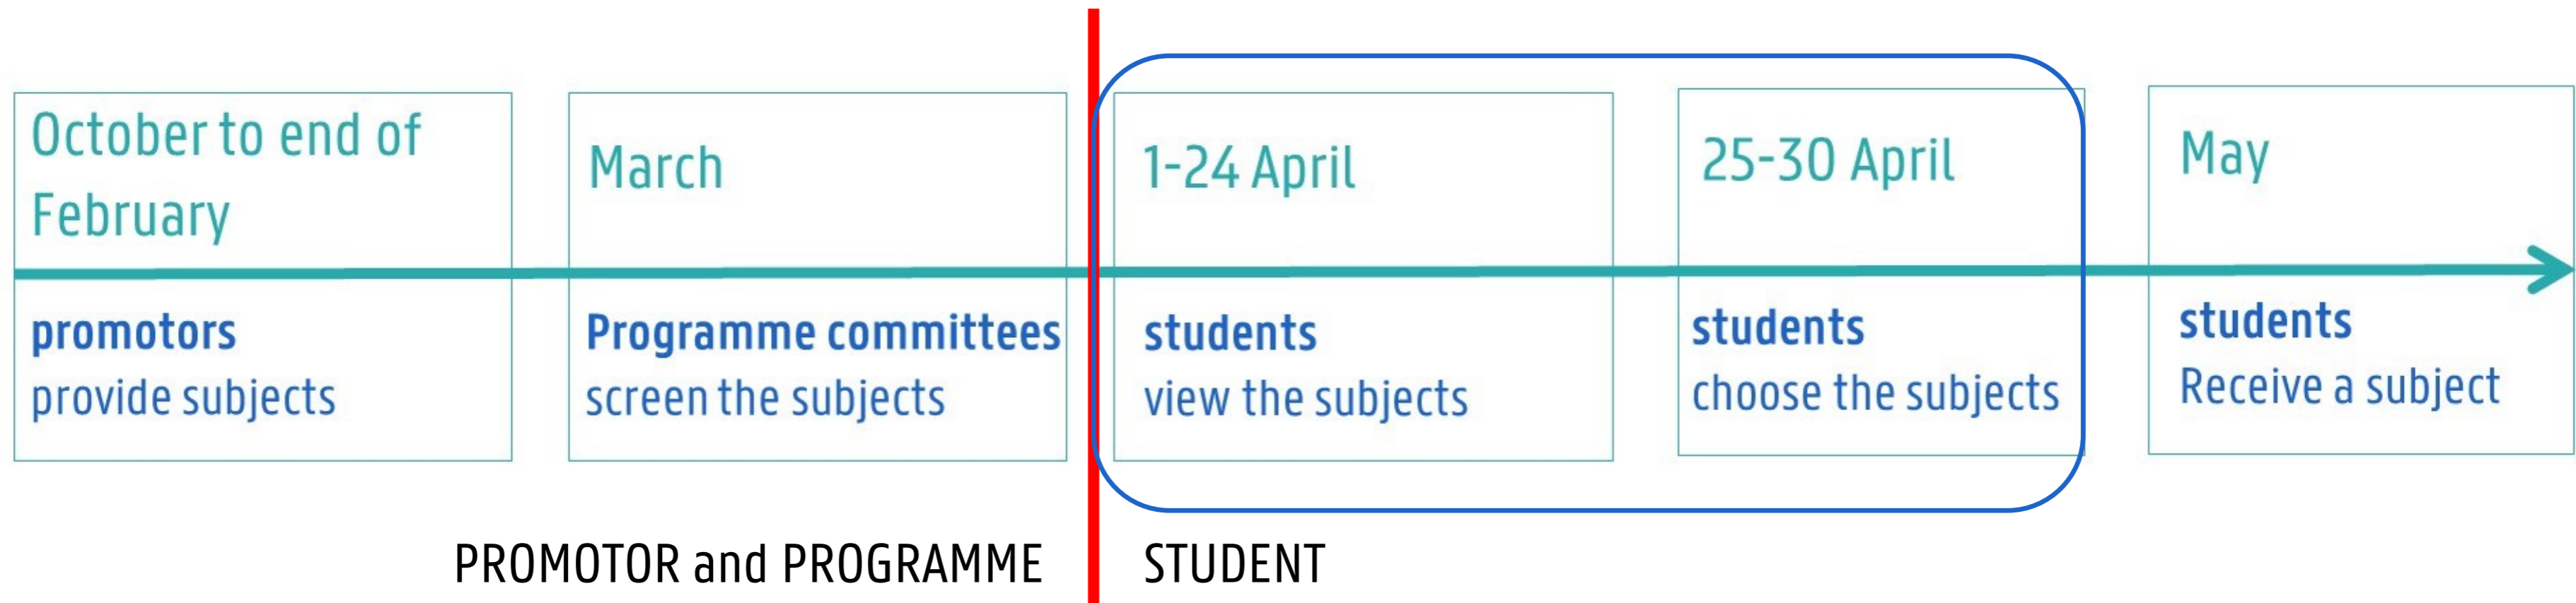 October to end of
February
promotors
provide subjects
March
Programme committees
screen the subjects
1-24 April
students
view the subjects
25-30 April
students
choose the subjects
May
students
Receive a subject
PROMOTOR and PROGRAMME
STUDENT